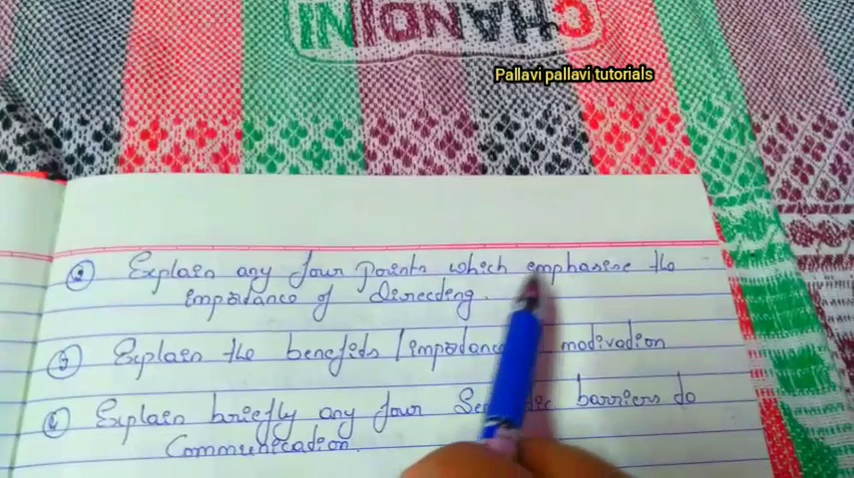 CHANDINI
Pallavi pallavi tutorials
② Explain any four points which emphasise the
importance of Directing.
③ Explain the benefits / importance motivation
④ Explain briefly any four barriers to
Communication.